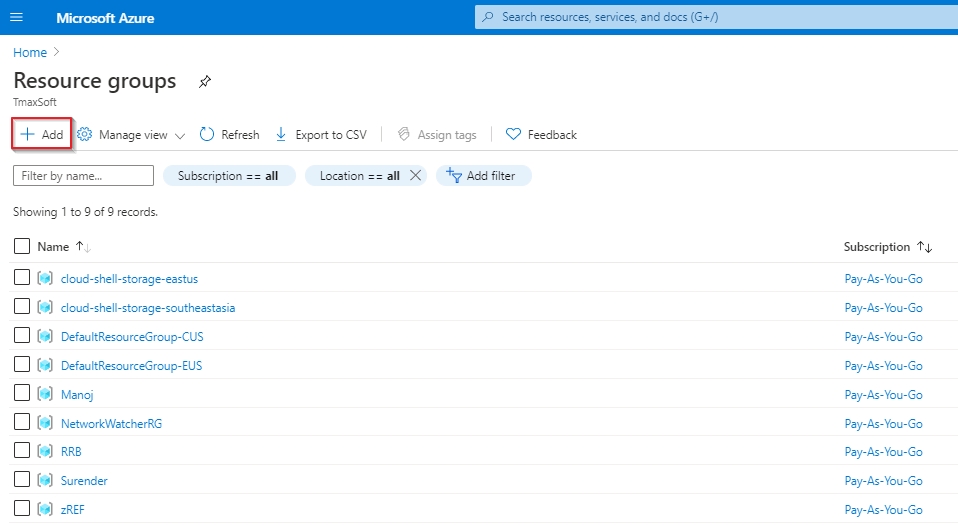 Microsoft Azure Search resources, services, and docs (G+/)
Home >
Resource groups
TmaxSoft
+ Add Manage view Refresh Export to CSV Assign tags Feedback
Filter by name... Subscription == all Location == all Add filter
Showing 1 to 9 of 9 records.
Name Subscription
cloud-shell-storage-eastus Pay-As-You-Go
cloud-shell-storage-southeastasia Pay-As-You-Go
DefaultResourceGroup-CUS Pay-As-You-Go
DefaultResourceGroup-EUS Pay-As-You-Go
Manoj Pay-As-You-Go
NetworkWatcherRG Pay-As-You-Go
RRB Pay-As-You-Go
Surender Pay-As-You-Go
zREF Pay-As-You-Go